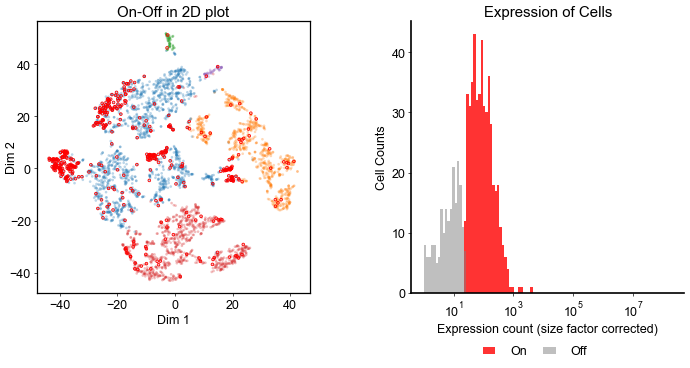 On-Off in 2D plot
40
20
0
−20
−40
Dim 2
−40 −20 0 20 40
Dim 1
Expression of Cells
40
30
20
10
0
Cell Counts
10^1 10^3 10^5 10^7
Expression count (size factor corrected)
On Off